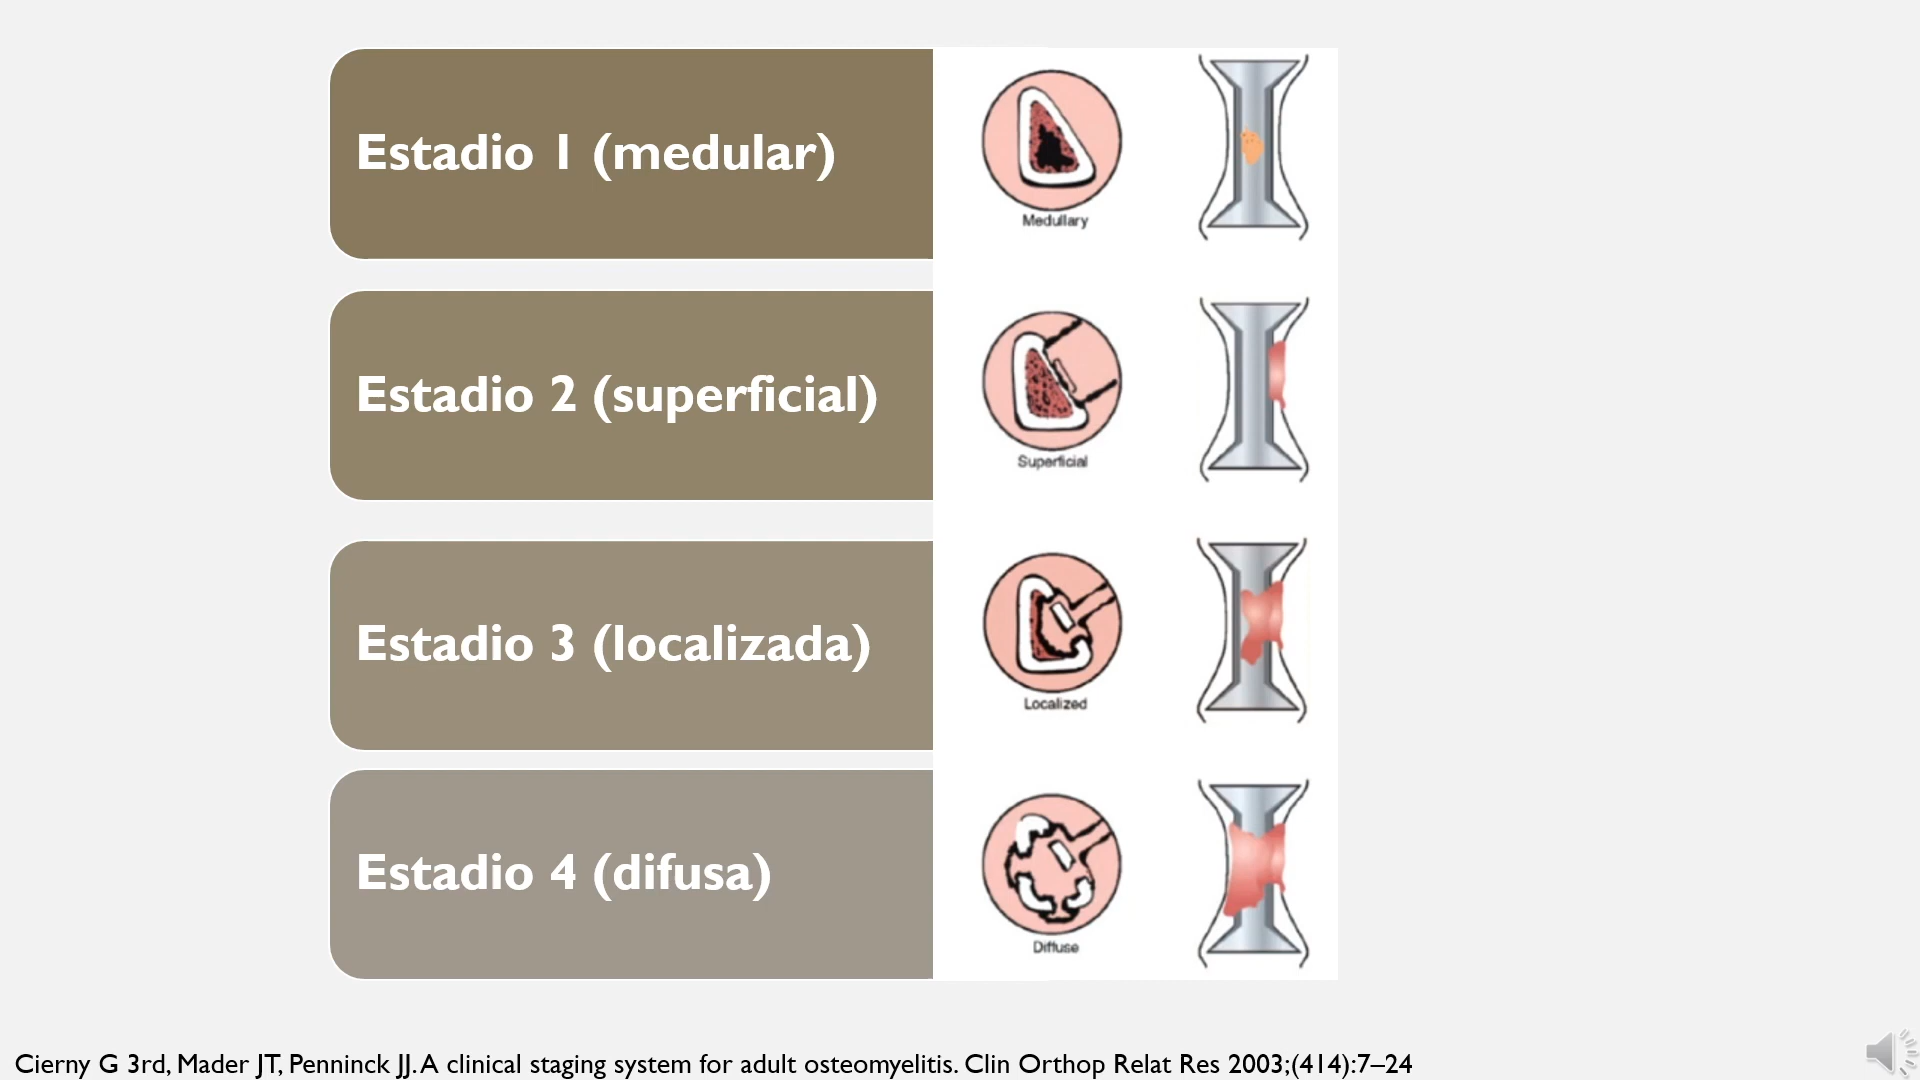 Estadio 1 (medular)
Medullary
Estadio 2 (superficial)
Superficial
Estadio 3 (localizada)
Localized
Estadio 4 (difusa)
Diffuse
Cierny G 3rd, Mader JT, Penninck JJ. A clinical staging system for adult osteomyelitis. Clin Orthop Relat Res 2003;(414):7–24